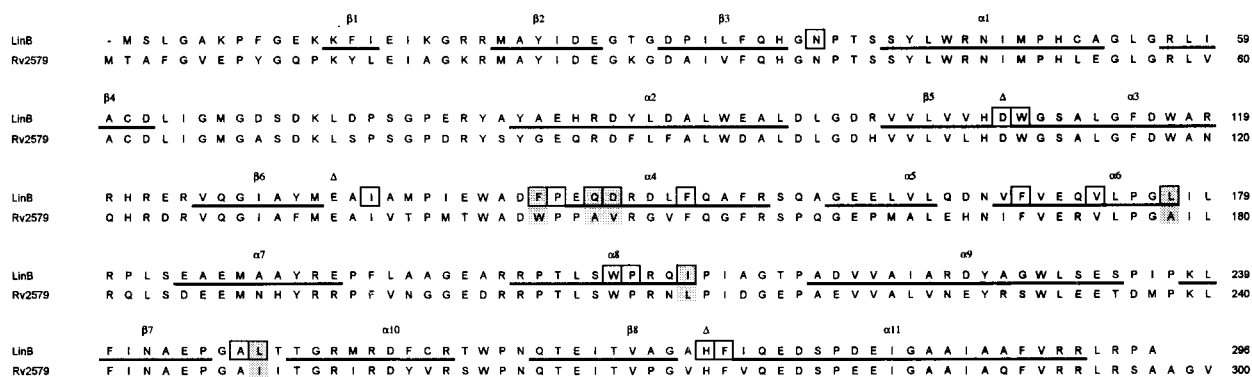 β1 β2 β3 α1
LinB - M S L G A K P F G E K K F I E I K G R R M A Y I D E G T G D P I L F Q H G N P T S S Y L W R N I M P H C A G L G R L I 59
Rv2579 M T A F G V E P Y G Q P K Y L E I A G K R M A Y I D E G K G D A I V F Q H G N P T S S Y L W R N I M P H L E G L G R L V 60
β4 α2 β5 Δ α3
LinB A C D L I G M G D S D K L D P S G P E R Y A Y A E H R D Y L D A L W E A L D L G D R V V L V V H D W G S A L G F D W A R 119
Rv2579 A C D L I G M G A S D K L S P S G P D R Y S Y G E Q R D F L F A L W D A L D L G D H V V L V L H D W G S A L G F D W A N 120
β6 Δ α4 α5 α6
LinB R H R E R V Q G I A Y M E A I A M P I E W A D F P E Q D R D L F Q A F R S Q A G E E L V L Q D N V F V E Q V L P G L I L 179
Rv2579 Q H R D R V Q G I A F M E A I V T P M T W A D W P P A V R G V F Q G F R S P Q G E P M A L E H N I F V E R V L P G A I L 180
α7 α8 α9
LinB R P L S E A E M A A Y R E P F L A A G E A R R P T L S W P R Q I P I A G T P A D V V A I A R D Y A G W L S E S P I P K L 239
Rv2579 R Q L S D E E M N H Y R R P F V N G G E D R R P T L S W P R N L P I D G E P A E V V A L V N E Y R S W L E E T D M P K L 240
β7 α10 β8 Δ α11
LinB F I N A E P G A L T T G R M R D F C R T W P N Q T E I T V A G A H F I Q E D S P D E I G A A I A A F V R R L R P A 296
Rv2579 F I N A E P G A I I T G R I R D Y V R S W P N Q T E I T V P G V H F V Q E D S P E E I G A A I A Q F V R R L R S A A G V 300